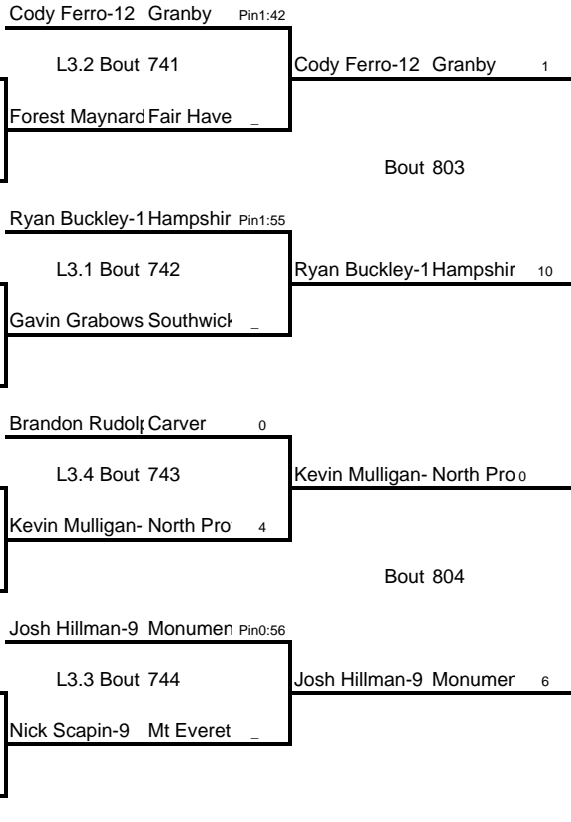 Cody Ferro-12 Granby Pin1:42
L3.2 Bout 741
Cody Ferro-12 Granby 1
Forest Maynard Fair Have _
Bout 803
Ryan Buckley-1 Hampshir Pin1:55
L3.1 Bout 742
Ryan Buckley-1 Hampshir 10
Gavin Grabows Southwick _
Brandon Rudolp Carver 0
L3.4 Bout 743
Kevin Mulligan- North Pro 0
Kevin Mulligan- North Pro 4
Bout 804
Josh Hillman-9 Monumen Pin0:56
L3.3 Bout 744
Josh Hillman-9 Monumer 6
Nick Scapin-9 Mt Everet _